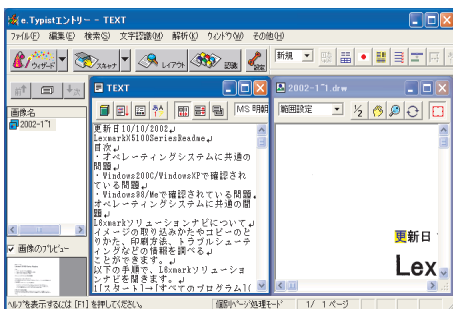 e.Typistエントリー - TEXT
ファイル(F) 編集(E) 検索(S) 文字認識(M) 解析(K) ウィンドウ(W) その他(H)
ウィザード スキャナ レイアウト 認識 設定 新規
前 次
画像名
2002-1~1
画像のプレビュー
TEXT
MS 明朝
更新日10/10/2002↵
LexmarkX5100SeriesReadme↵
目次↵
・オペレーティングシステムに共通の
問題↵
・Windows200C/WindowsXPで確認され
ている問題↵
・Windows98/Meで確認されている問題↵
オペレーティングシステムに共通の問
題↵
L8xmarkソリューションナビについて↵
イメージの取り込みかたやコピーのと
りかた、印刷方法、トラブルシューテ
ィングなどの情報を調べる↵
ことができます。↵
以下の手順で、L8xmarkソリューショ
ンナビを開きます。↵
1[スタート]→[すべてのプログラム](
2002-1~1.drw
範囲設定
1/2
更新日
Lex
ヘルプを表示するには [F1] を押してください。
個別ページ処理モード 1/ 1 ページ